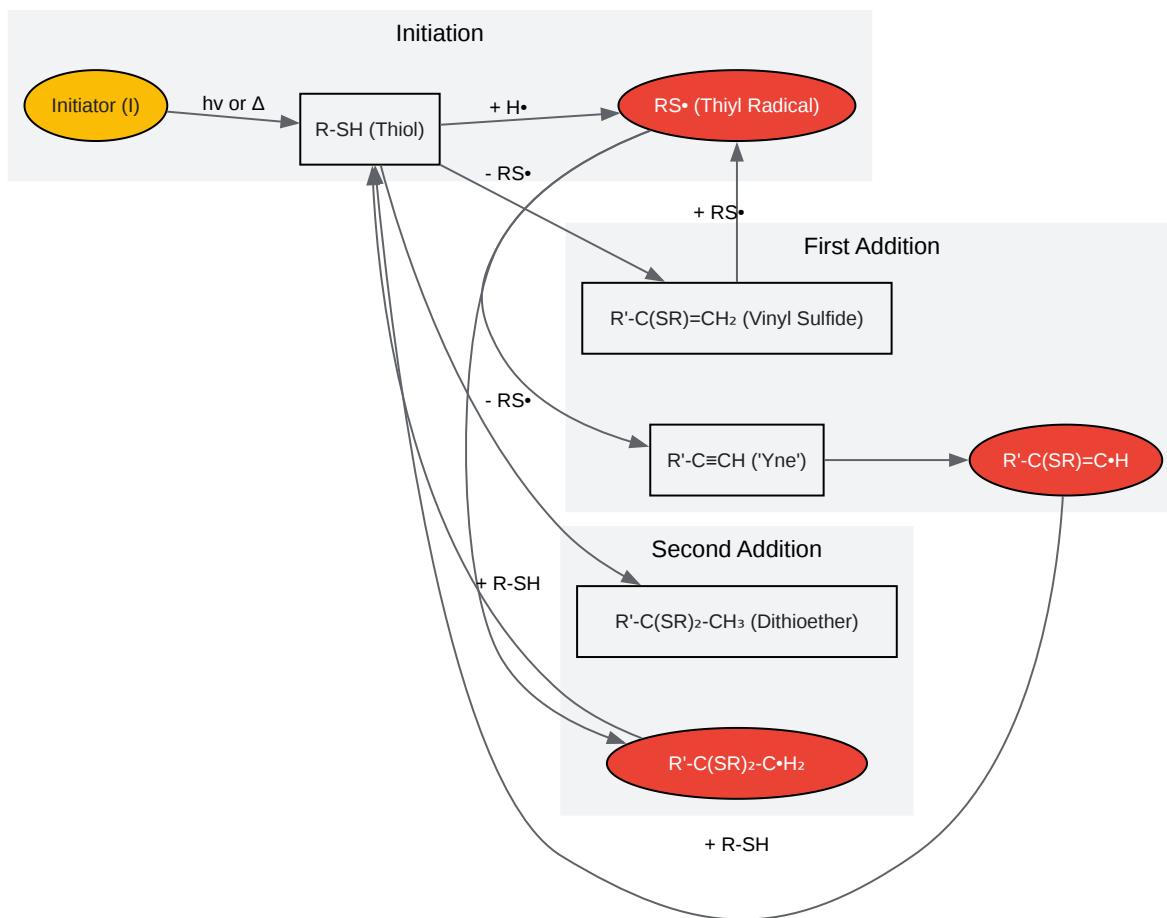 Initiation
Initiator (I)
hv or Δ
R-SH (Thiol)
+ H•
RS• (Thiyl Radical)
- RS•
+ RS•
First Addition
R'-C(SR)=CH₂ (Vinyl Sulfide)
- RS•
R'-C≡CH ('Yne')
R'-C(SR)=C•H
Second Addition
+ R-SH
R'-C(SR)₂-CH₃ (Dithioether)
R'-C(SR)₂-C•H₂
+ R-SH